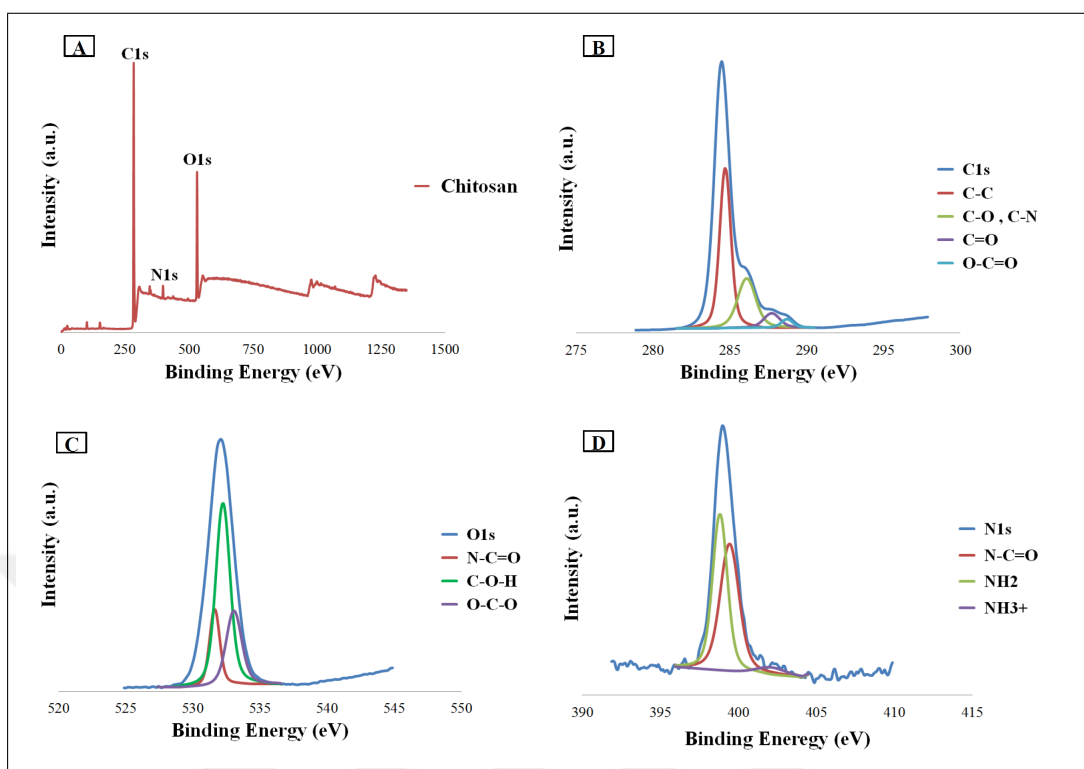 A
C1s
O1s
N1s
Chitosan
Intensity (a.u.)
0 250 500 750 1000 1250 1500
Binding Energy (eV)
B
Intensity (a.u.)
C1s
C-C
C-O , C-N
C=O
O-C=O
275 280 285 290 295 300
Binding Energy (eV)
C
Intensity (a.u.)
O1s
N-C=O
C-O-H
O-C-O
520 525 530 535 540 545 550
Binding Energy (eV)
D
Intensity (a.u.)
N1s
N-C=O
NH2
NH3+
390 395 400 405 410 415
Binding Eneregy (eV)